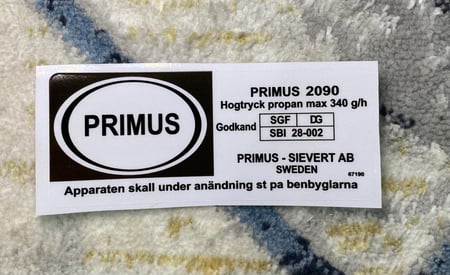 PRIMUS
PRIMUS 2090
Hogtryck propan max 340 g/h
Godkand
SGF DG
SBI 28-002
PRIMUS - SIEVERT AB
SWEDEN
67190
Apparaten skall under anändning st pa benbyglarna